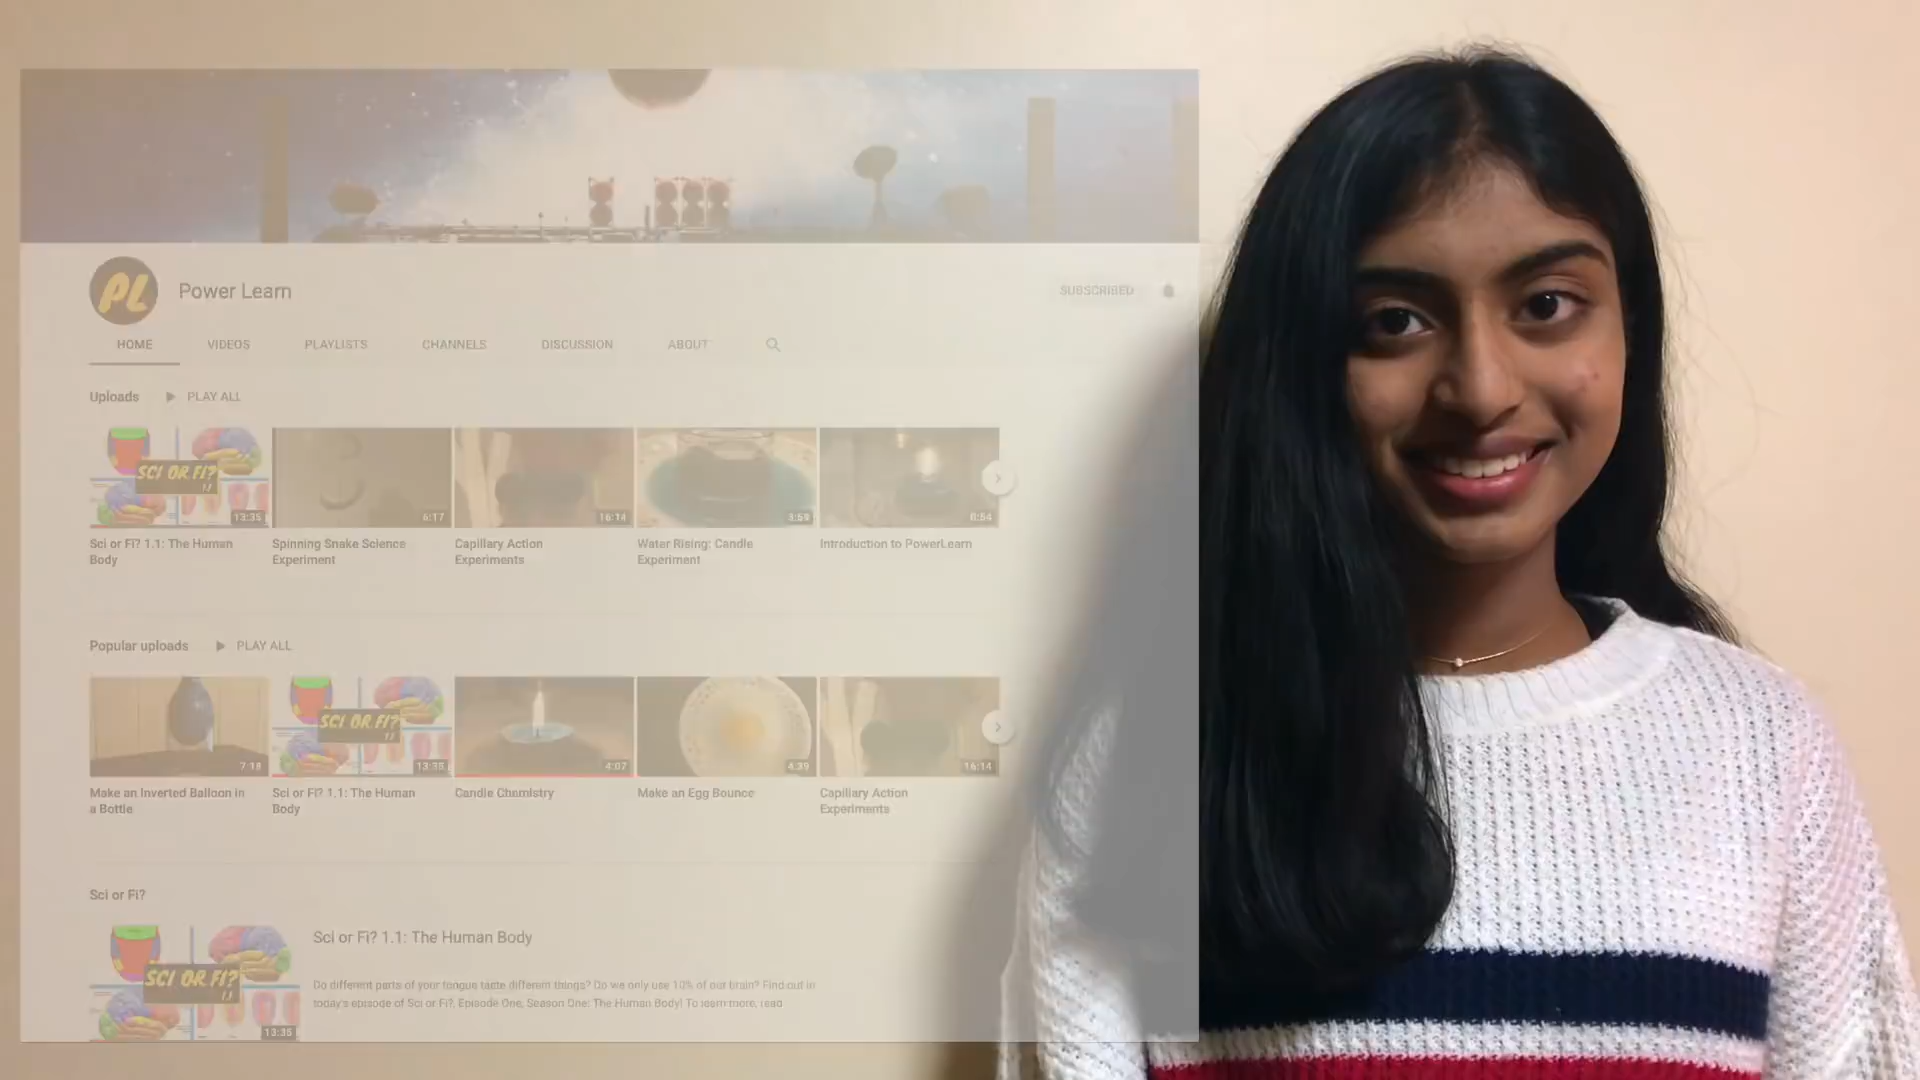 PL
Power Learn
SUBSCRIBED
HOME VIDEOS PLAYLISTS CHANNELS DISCUSSION ABOUT
Uploads PLAY ALL
SCI OR FI?
13:35
6:17
16:14
3:59
8:54
Sci or Fi? 1.1: The Human
Body
Spinning Snake Science
Experiment
Capillary Action
Experiments
Water Rising: Candle
Experiment
Introduction to PowerLearn
Popular uploads PLAY ALL
SCI OR FI?
7:18
13:35
4:07
4:39
16:14
Make an Inverted Balloon in
a Bottle
Sci or Fi? 1.1: The Human
Body
Candle Chemistry
Make an Egg Bounce
Capillary Action
Experiments
Sci or Fi?
SCI OR FI?
13:35
Sci or Fi? 1.1: The Human Body
Do different parts of your tongue taste different things? Do we only use 10% of our brain? Find out in
today's episode of Sci or Fi?, Episode One, Season One: The Human Body! To learn more, read